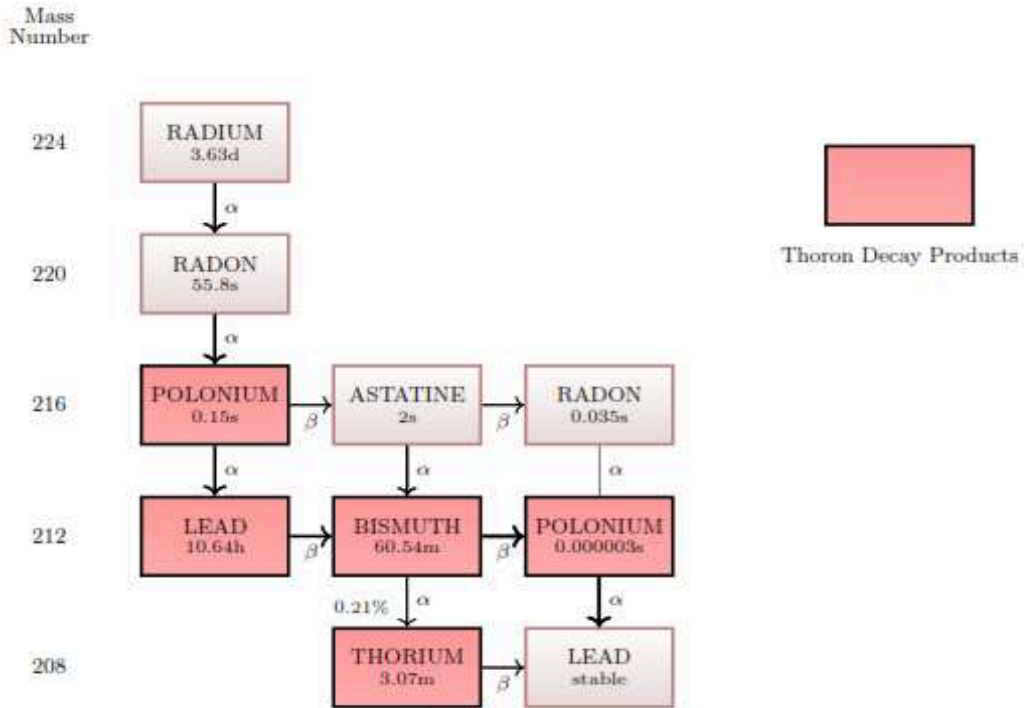 Mass
Number
224
RADIUM
3.63d
α
220
RADON
55.8s
α
Thoron Decay Products
216
POLONIUM
0.15s
β
ASTATINE
2s
β
RADON
0.035s
α
α
α
212
LEAD
10.64h
β
BISMUTH
60.54m
β
POLONIUM
0.000003s
0.21%
α
α
208
THORIUM
3.07m
β
LEAD
stable